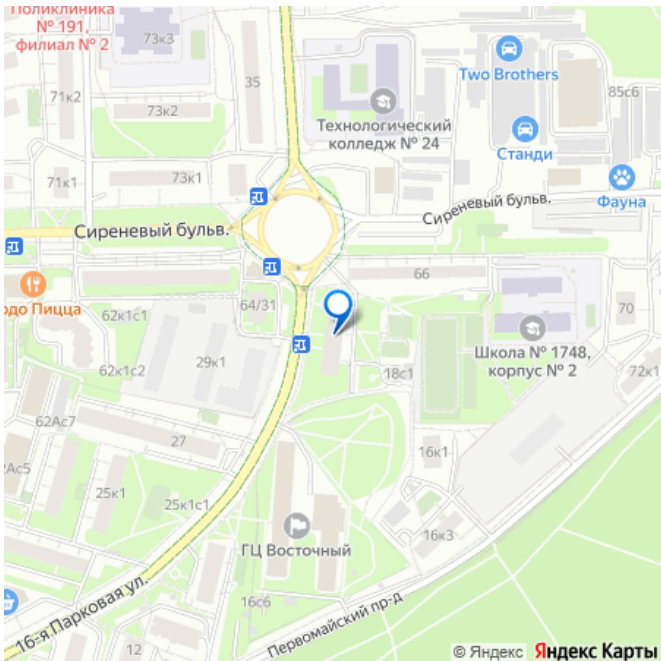 Поликлиника
№ 191,
филиал № 2
73к3
35
Two Brothers
85с6
71к2
73к2
Технологический
колледж № 24
Станди
71к1
73к1
Фауна
Сиреневый бульв.
Сиреневый бульв.
66
одо Пицца
64/31
62к1с1
70
29к1
Школа № 1748,
корпус № 2
62к1с2
18с1
72к1
62Ас7
27
16к1
2Ас5
25к1
25к1с1
16к3
ГЦ Восточный
16-я Парковая ул.
16с6
Первомайский пр-д
12
© Яндекс Яндекс Карты